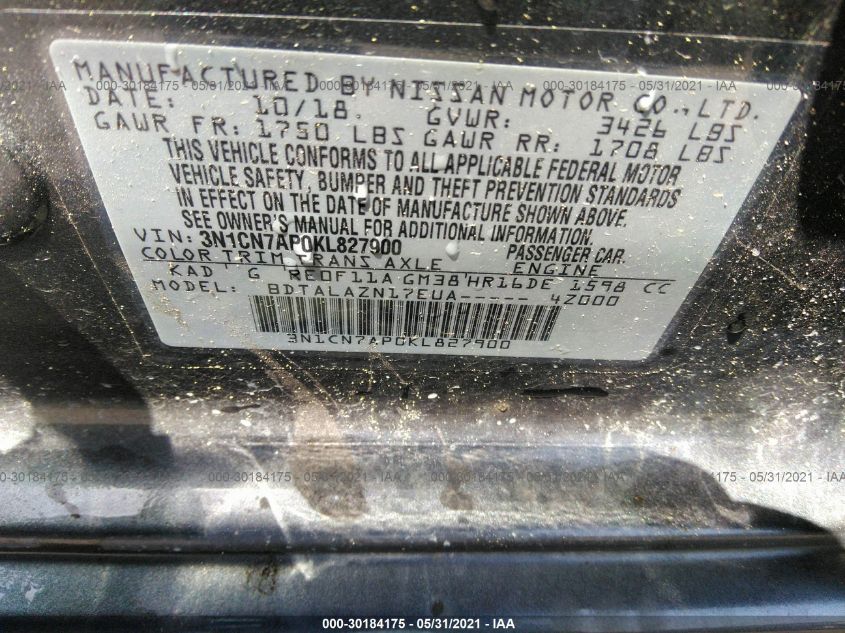 MANUFACTURED BY NISSAN MOTOR CO.,LTD.
DATE: 10/18 GVWR: 3426 LBS
GAWR FR: 1750 LBS GAWR RR: 1708 LBS
THIS VEHICLE CONFORMS TO ALL APPLICABLE FEDERAL MOTOR
VEHICLE SAFETY, BUMPER AND THEFT PREVENTION STANDARDS
IN EFFECT ON THE DATE OF MANUFACTURE SHOWN ABOVE.
SEE OWNER'S MANUAL FOR ADDITIONAL INFORMATION.
VIN: 3N1CN7AP0KL827900 PASSENGER CAR.
COLOR TRIM TRANS AXLE ENGINE
KAD G RE0F11A GM38 HR16DE 1598 CC
MODEL: BDTALAZN17EUA----- 4Z000
3N1CN7AP0KL827900
000-30184175 - 05/31/2021 - IAA